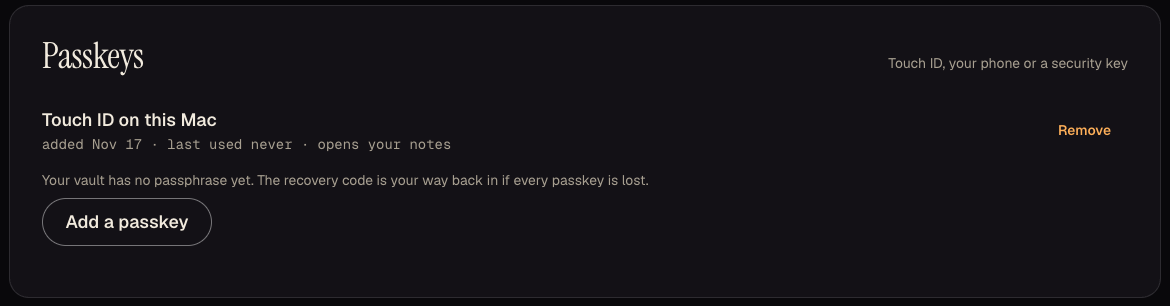 Passkeys
Touch ID, your phone or a security key
Touch ID on this Mac
added Nov 17 · last used never · opens your notes
Remove
Your vault has no passphrase yet. The recovery code is your way back in if every passkey is lost.
Add a passkey